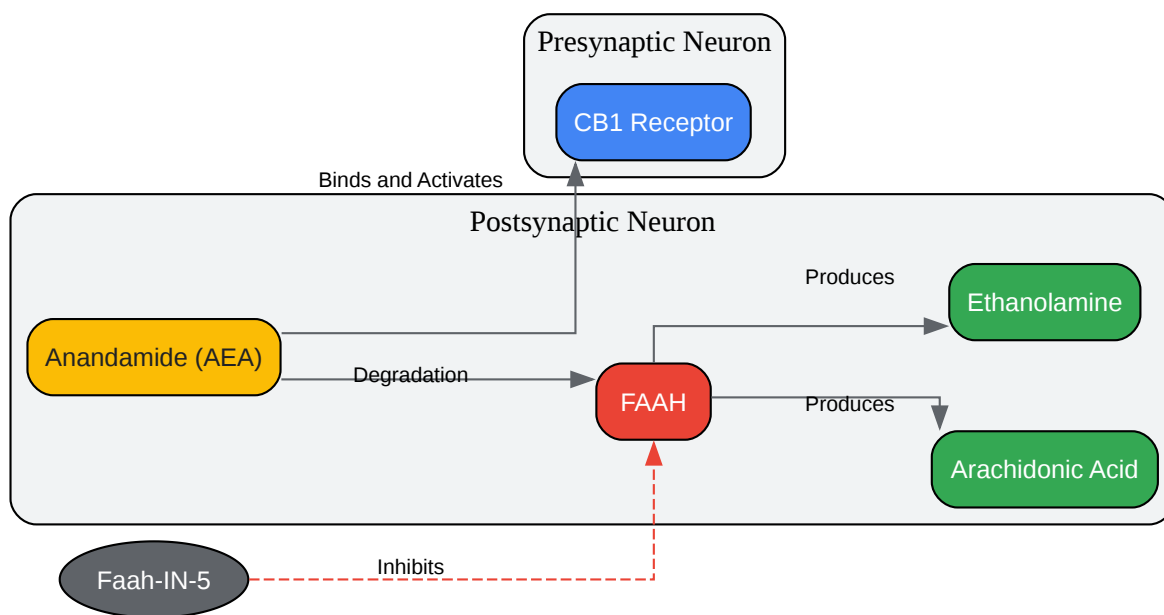 Presynaptic Neuron
CB1 Receptor
Binds and Activates
Postsynaptic Neuron
Produces
Ethanolamine
Anandamide (AEA)
Degradation
FAAH
Produces
Arachidonic Acid
Inhibits
Faah-IN-5